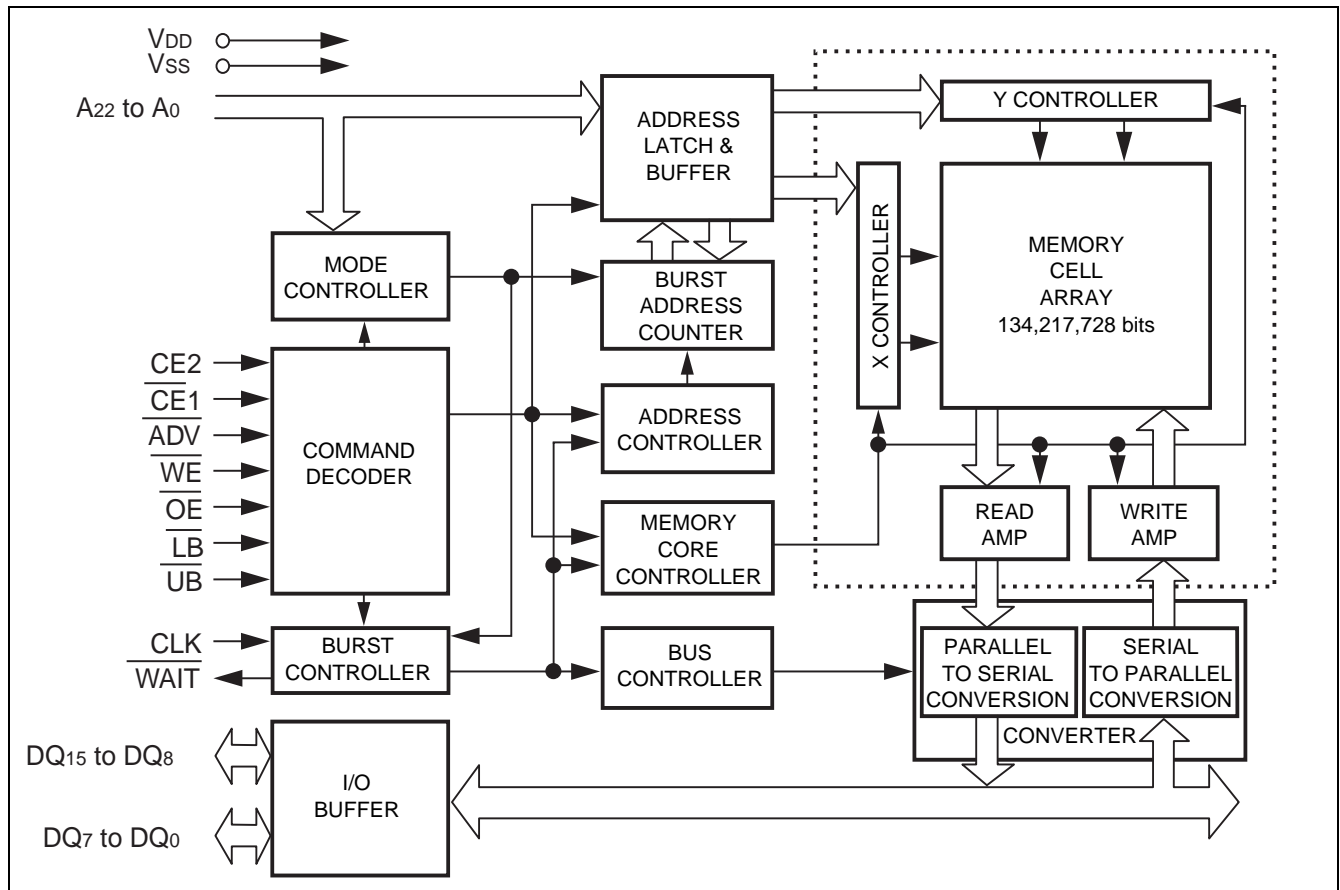 VDD
VSS
A22 to A0
ADDRESS
LATCH &
BUFFER
Y CONTROLLER
X CONTROLLER
MEMORY
CELL
ARRAY
134,217,728 bits
MODE
CONTROLLER
BURST
ADDRESS
COUNTER
CE2
CE1
ADV
WE
OE
LB
UB
COMMAND
DECODER
ADDRESS
CONTROLLER
MEMORY
CORE
CONTROLLER
READ
AMP
WRITE
AMP
CLK
WAIT
BURST
CONTROLLER
BUS
CONTROLLER
PARALLEL
TO SERIAL
CONVERSION
SERIAL
TO PARALLEL
CONVERSION
CONVERTER
DQ15 to DQ8
DQ7 to DQ0
I/O
BUFFER